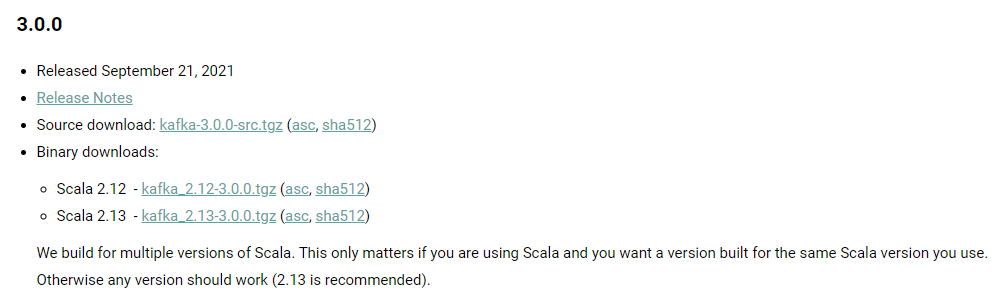 3.0.0
Released September 21, 2021
Release Notes
Source download: kafka-3.0.0-src.tgz (asc, sha512)
Binary downloads:
Scala 2.12 - kafka_2.12-3.0.0.tgz (asc, sha512)
Scala 2.13 - kafka_2.13-3.0.0.tgz (asc, sha512)
We build for multiple versions of Scala. This only matters if you are using Scala and you want a version built for the same Scala version you use.
Otherwise any version should work (2.13 is recommended).